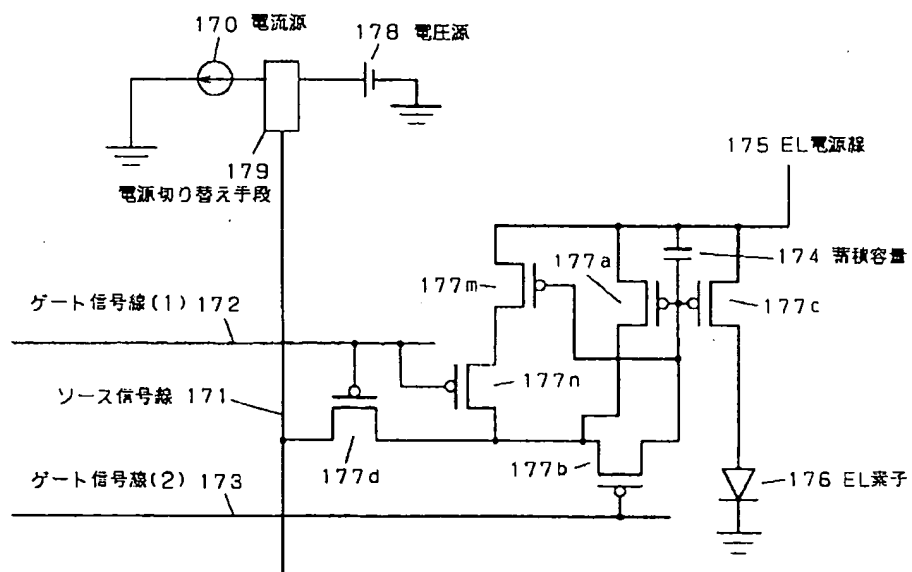 170 電流源
178 電圧源
179
電源切り替え手段
175 EL電源線
174 蓄積容量
177a
177m
177c
ゲート信号線(1) 172
177n
ソース信号線 171
177d
177b
ゲート信号線(2) 173
176 EL素子